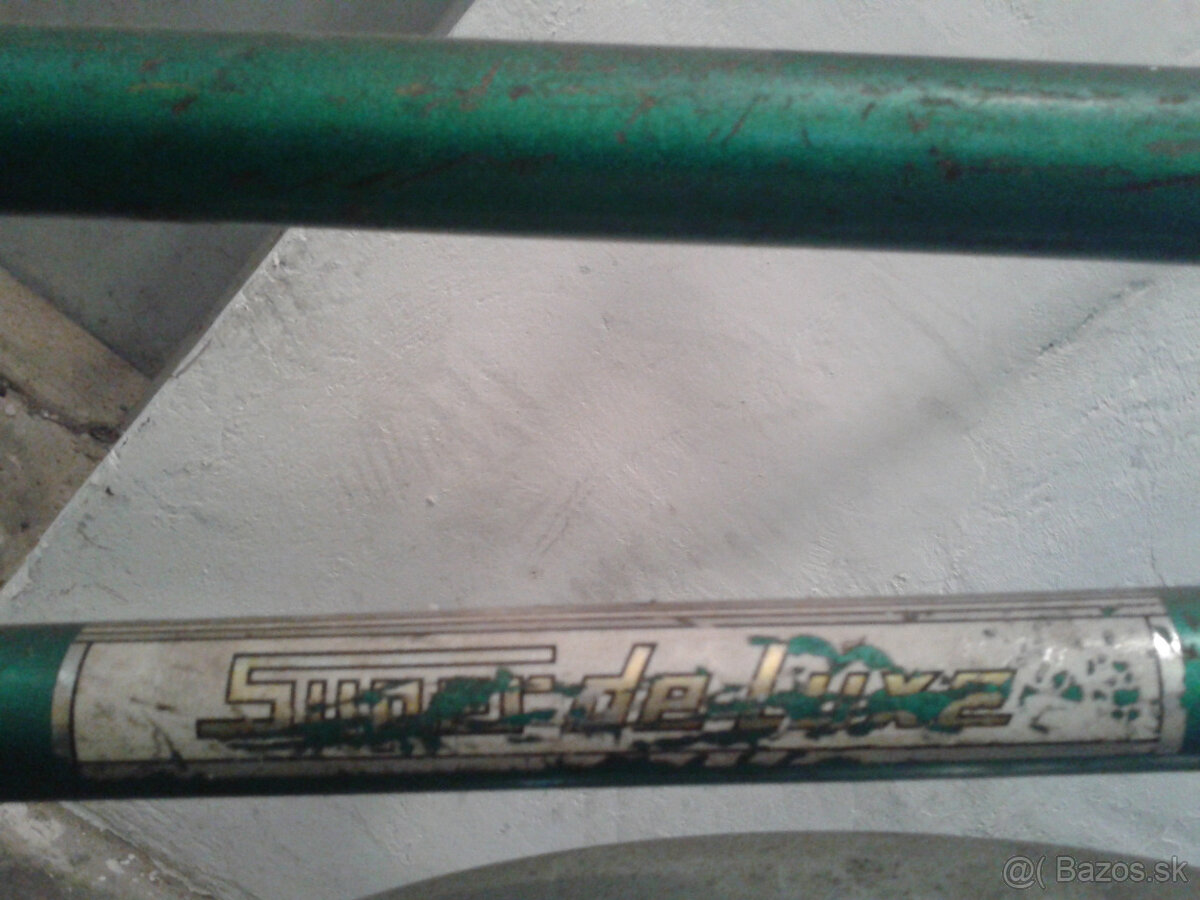 Super de Luxe
@( Bazos.sk